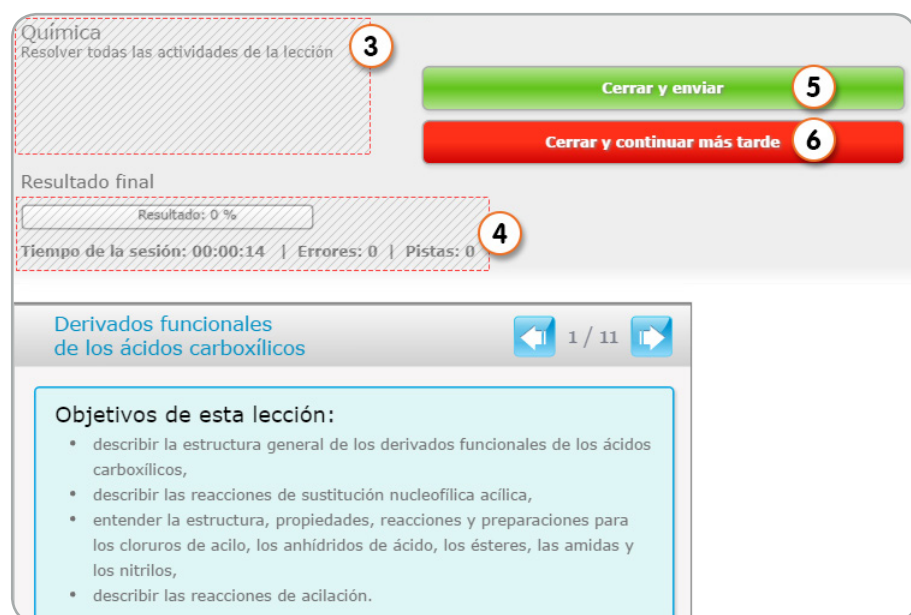 Química
Resolver todas las actividades de la lección
3
Cerrar y enviar
5
Cerrar y continuar más tarde
6
Resultado final
Resultado: 0 %
4
Tiempo de la sesión: 00:00:14 | Errores: 0 | Pistas: 0
Derivados funcionales
de los ácidos carboxílicos
1 / 11
Objetivos de esta lección:
• describir la estructura general de los derivados funcionales de los ácidos
carboxílicos,
• describir las reacciones de sustitución nucleofílica acílica,
• entender la estructura, propiedades, reacciones y preparaciones para
los cloruros de acilo, los anhídridos de ácido, los ésteres, las amidas y
los nitrilos,
• describir las reacciones de acilación.